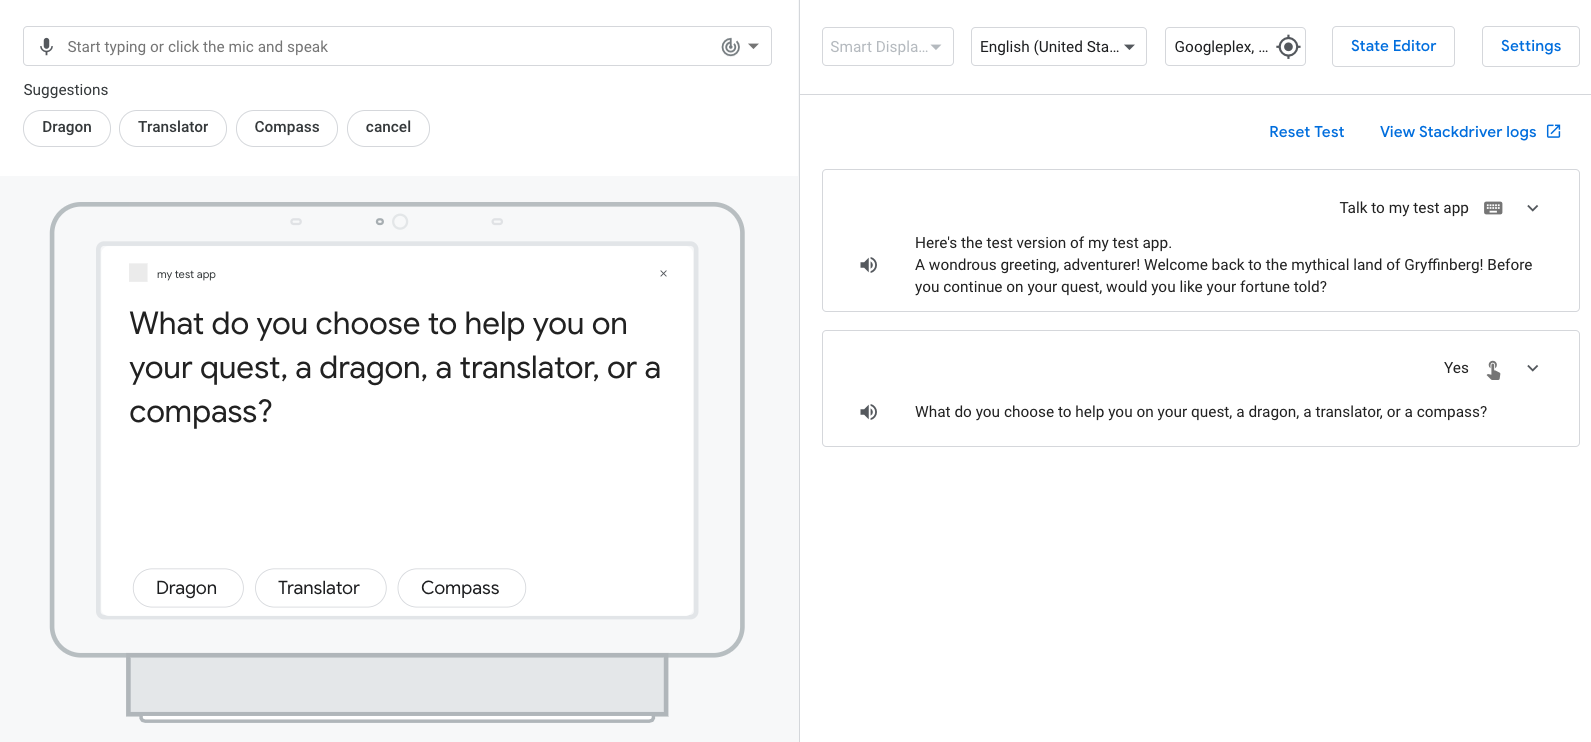 Start typing or click the mic and speak
Suggestions
Dragon
Translator
Compass
cancel
my test app
×
What do you choose to help you on
your quest, a dragon, a translator, or a
compass?
Dragon
Translator
Compass
Smart Displa...
English (United Sta...
Googleplex, ...
State Editor
Settings
Reset Test
View Stackdriver logs
Talk to my test app
Here's the test version of my test app.
A wondrous greeting, adventurer! Welcome back to the mythical land of Gryffinberg! Before
you continue on your quest, would you like your fortune told?
Yes
What do you choose to help you on your quest, a dragon, a translator, or a compass?